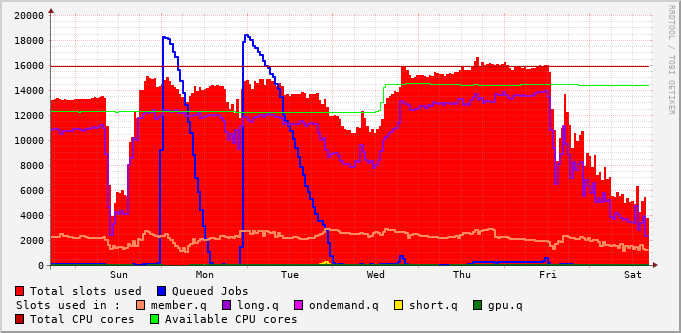 20000
18000
16000
14000
12000
10000
8000
6000
4000
2000
0
Sun Mon Tue Wed Thu Fri Sat
RRDTOOL / TOBI OETIKER
Total slots used Queued Jobs
Slots used in : member.q long.q ondemand.q short.q gpu.q
Total CPU cores Available CPU cores